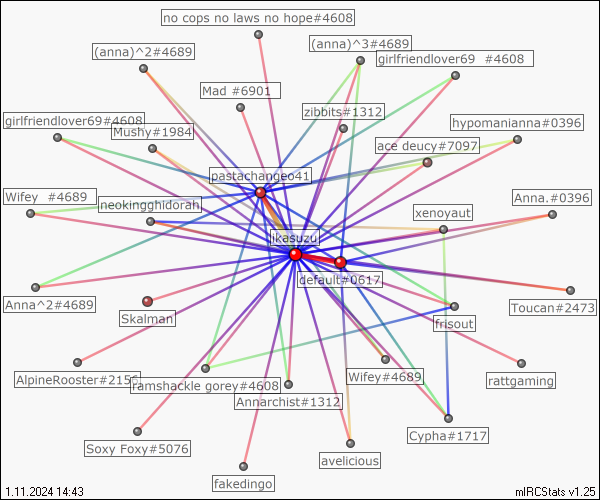 no cops no laws no hope#4608
(anna)^2#4689
(anna)^3#4689
girlfriendlover69 #4608
Mad #6901
zibbits#1312
girlfriendlover69#4608
Mushy#1984
hypomanianna#0396
ace deucy#7097
pastachangeo41
Wifey #4689
neokingghidorah
Anna.#0396
xenoyaut
ikasuzu
default#0617
Anna^2#4689
Skalman
frisout
Toucan#2473
AlpineRooster#2156
ramshackle gorey#4608
Wifey#4689
rattgaming
Annarchist#1312
Soxy Foxy#5076
Cypha#1717
avelicious
fakedingo
1.11.2024 14:43
mIRCStats v1.25